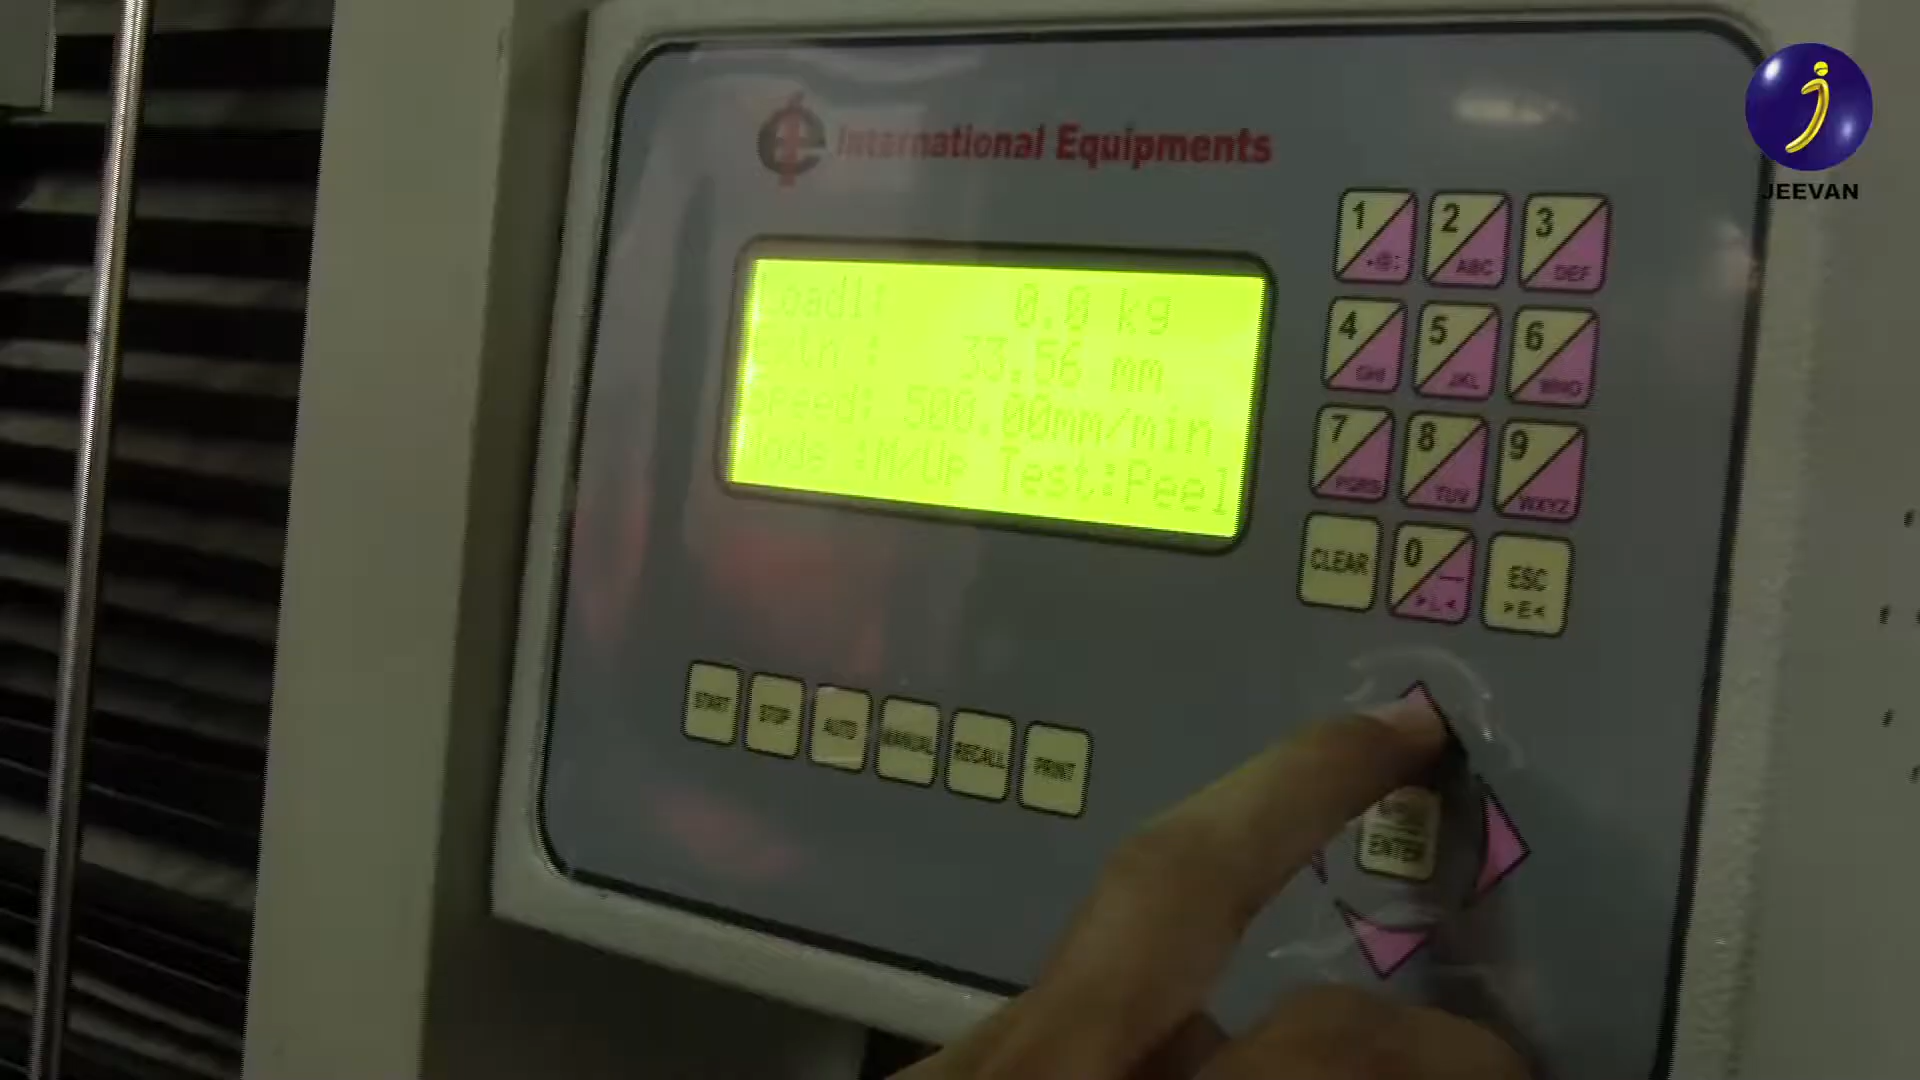 International Equipments
JEEVAN
Load1: 0.0 kg
Extn : 33.56 mm
Speed: 500.00mm/min
Mode :M/Up Test:Peel
1 .@:
2 ABC
3 DEF
4 GHI
5 JKL
6 MNO
7 PQRS
8 TUV
9 WXYZ
CLEAR
0 _ >L<
ESC >E<
START
STOP
AUTO
MANUAL
RECALL
PRINT
ENTER